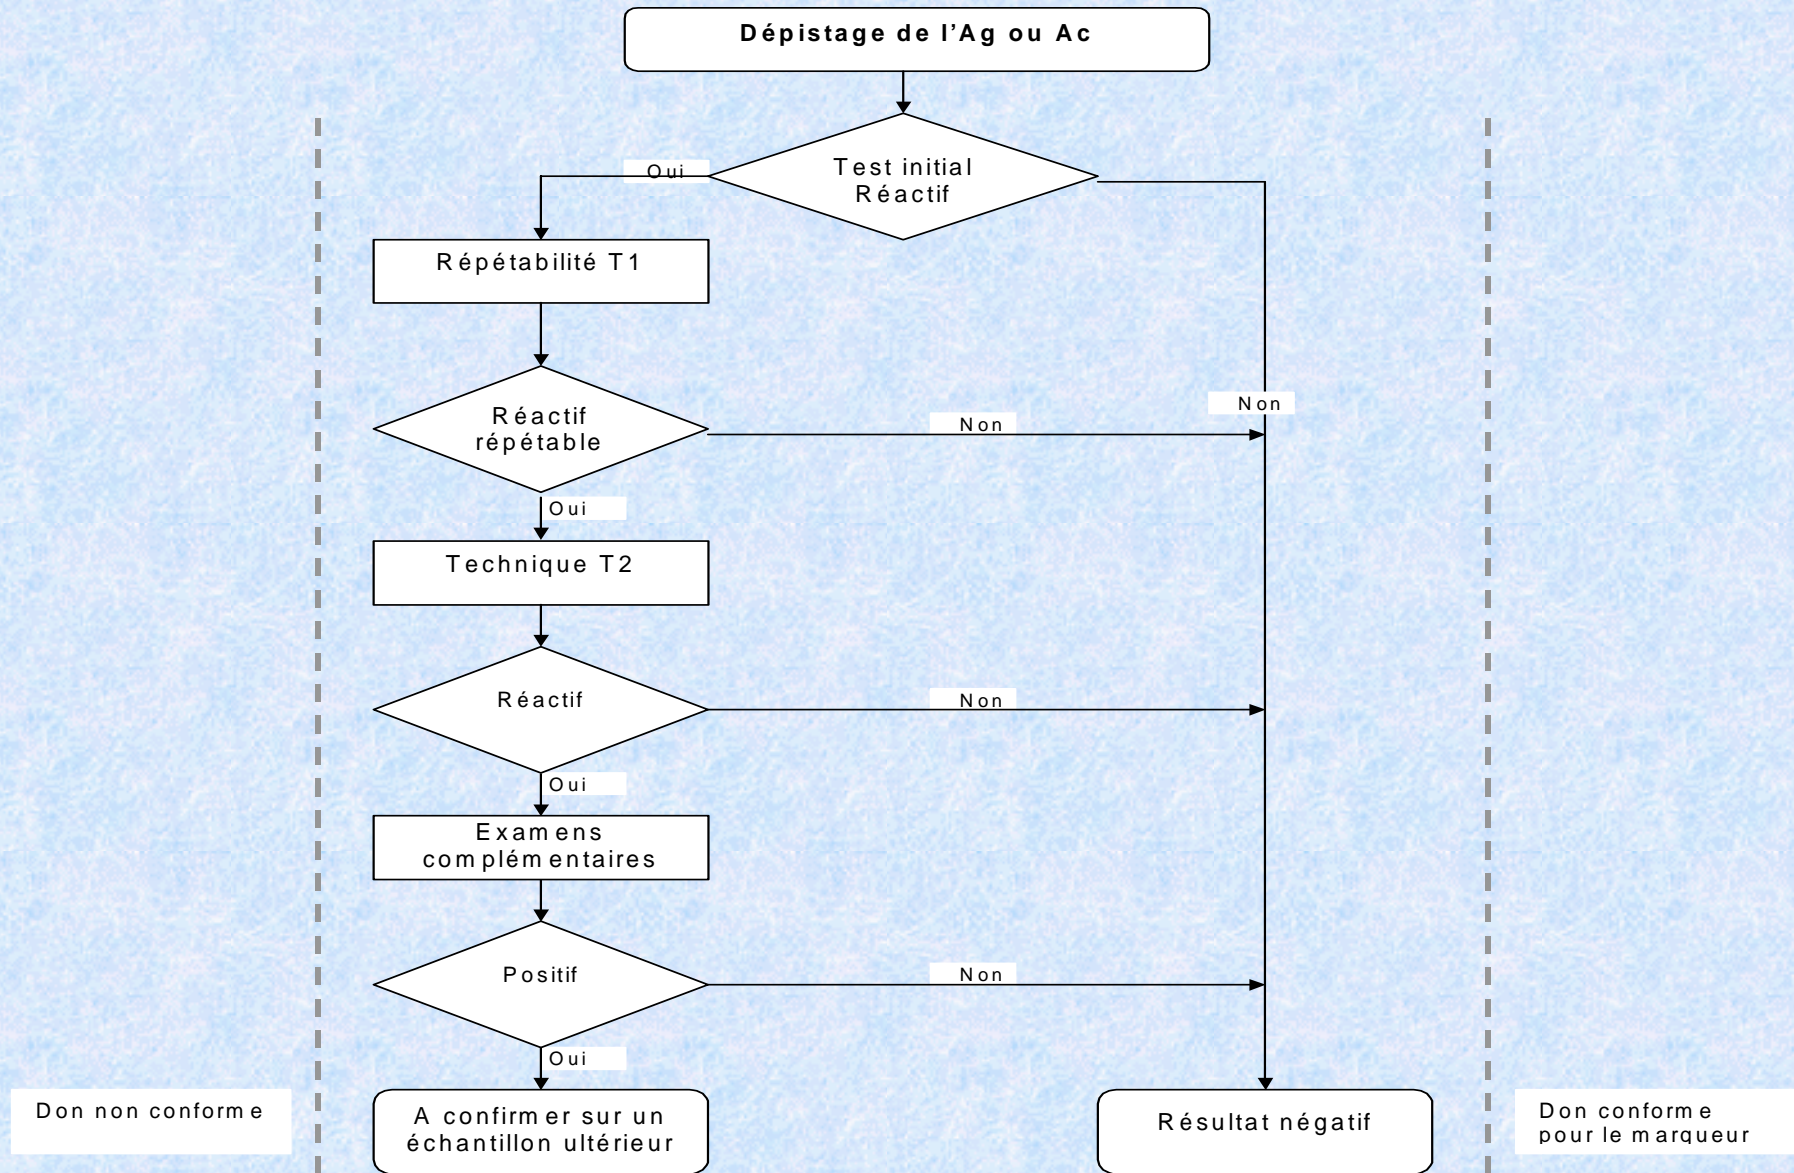 Dépistage de l'Ag ou Ac
Test initial
Réactif
Oui
Répétabilité T1
Réactif
répétable
Non
Non
Oui
Technique T2
Réactif
Non
Oui
Examens
complémentaires
Positif
Non
Oui
Don non conforme
A confirmer sur un
échantillon ultérieur
Résultat négatif
Don conforme
pour le marqueur